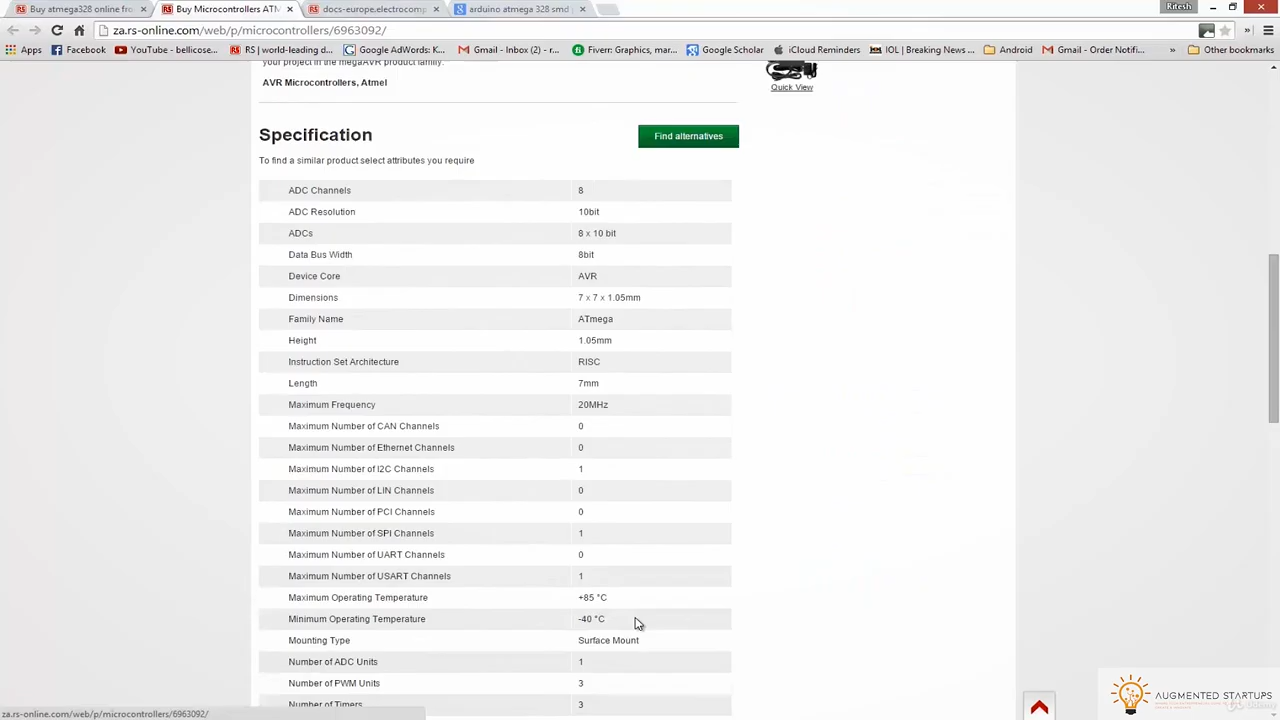 Buy atmega328 online fro
Buy Microcontrollers ATM
docs-europe.electrocomp
arduino atmega 328 smd
Ritesh
za.rs-online.com/web/p/microcontrollers/6963092/
Apps
Facebook
YouTube - bellicose...
RS | world-leading d...
Google AdWords: K...
Gmail - Inbox (2) - r...
Fiverr: Graphics, mar...
Google Scholar
iCloud Reminders
IOL | Breaking News ...
Android
Gmail - Order Notifi...
»
Other bookmarks
your project in the megaAVR product family.
AVR Microcontrollers, Atmel
Quick View
Specification
Find alternatives
To find a similar product select attributes you require
ADC Channels 8
ADC Resolution 10bit
ADCs 8 x 10 bit
Data Bus Width 8bit
Device Core AVR
Dimensions 7 x 7 x 1.05mm
Family Name ATmega
Height 1.05mm
Instruction Set Architecture RISC
Length 7mm
Maximum Frequency 20MHz
Maximum Number of CAN Channels 0
Maximum Number of Ethernet Channels 0
Maximum Number of I2C Channels 1
Maximum Number of LIN Channels 0
Maximum Number of PCI Channels 0
Maximum Number of SPI Channels 1
Maximum Number of UART Channels 0
Maximum Number of USART Channels 1
Maximum Operating Temperature +85 °C
Minimum Operating Temperature -40 °C
Mounting Type Surface Mount
Number of ADC Units 1
Number of PWM Units 3
Number of Timers 3
za.rs-online.com/web/p/microcontrollers/6963092/
AUGMENTED STARTUPS
Udemy